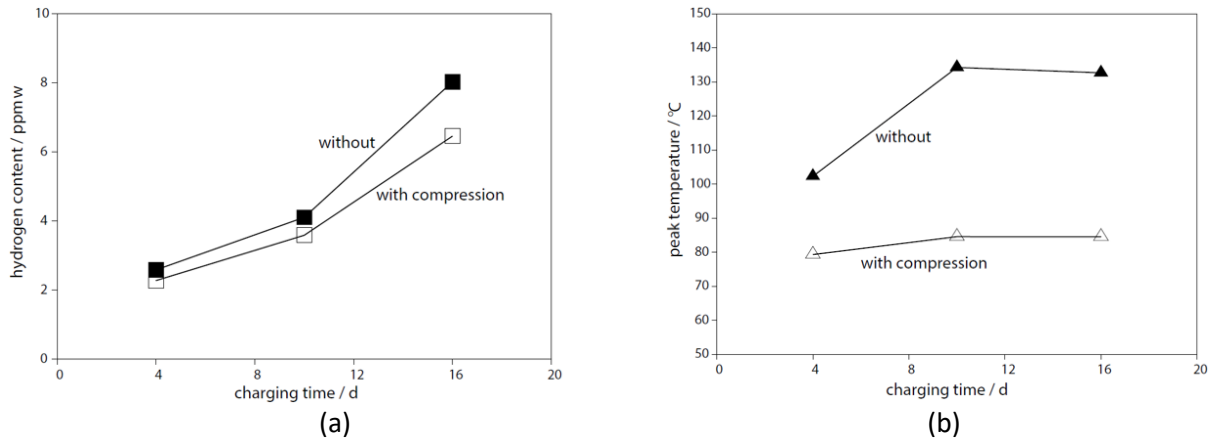 10
8
6
4
2
0
hydrogen content / ppmw
without
with compression
0
4
8
12
16
20
charging time / d
(a)
150
140
130
120
110
100
90
80
70
60
50
peak temperature / °C
without
with compression
0
4
8
12
16
20
charging time / d
(b)